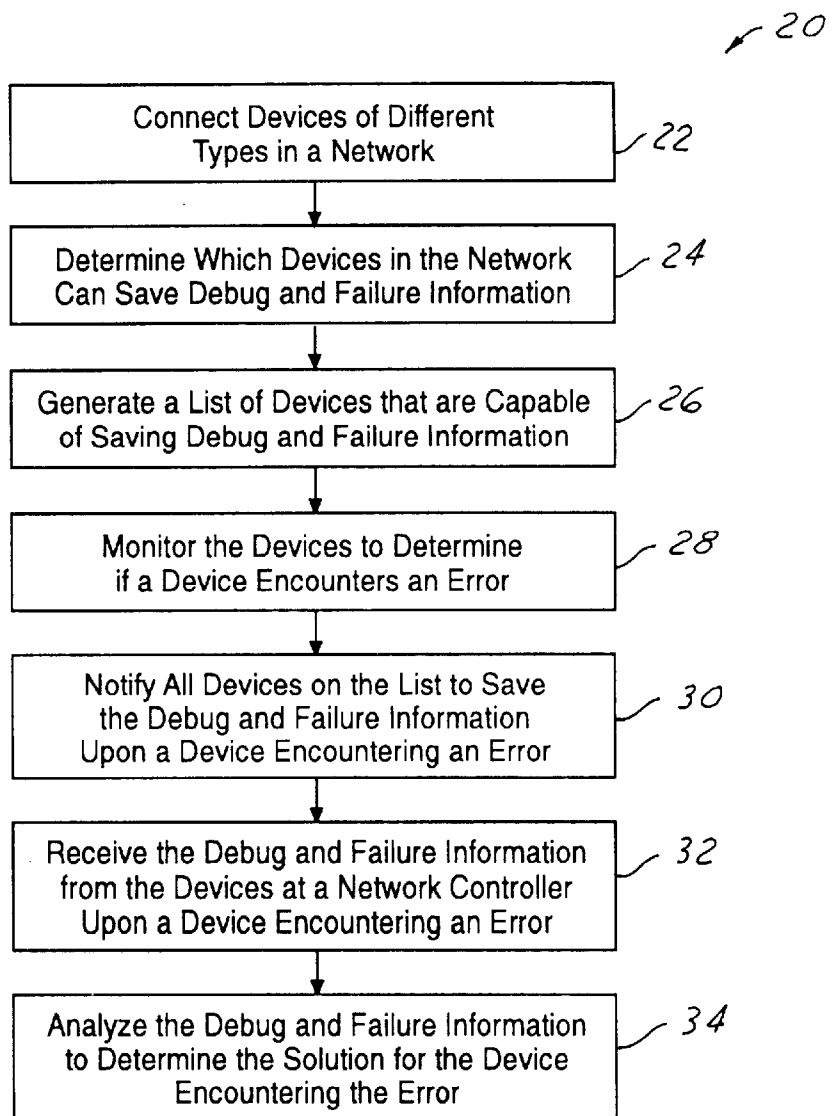 20
Connect Devices of Different
Types in a Network
22
Determine Which Devices in the Network
Can Save Debug and Failure Information
24
Generate a List of Devices that are Capable
of Saving Debug and Failure Information
26
Monitor the Devices to Determine
if a Device Encounters an Error
28
Notify All Devices on the List to Save
the Debug and Failure Information
Upon a Device Encountering an Error
30
Receive the Debug and Failure Information
from the Devices at a Network Controller
Upon a Device Encountering an Error
32
Analyze the Debug and Failure Information
to Determine the Solution for the Device
Encountering the Error
34